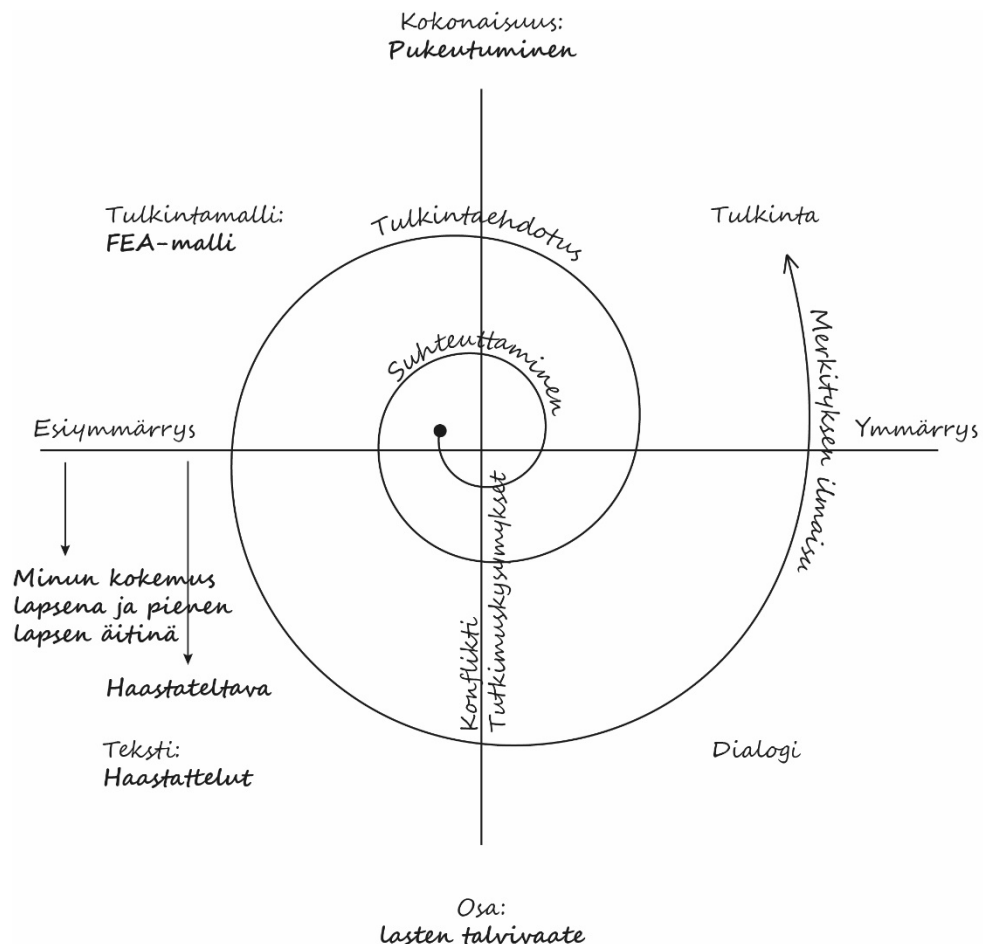 Kokonaisuus:
Pukeutuminen
Tulkintamalli:
FEA-malli
Tulkintaehdotus
Tulkinta
Suhteuttaminen
Merkityksen ilmaisu
Esiymmärrys
Ymmärrys
Minun kokemus
lapsena ja pienen
lapsen äitinä
Haastateltava
Konflikti
Tutkimuskysymykset
Teksti:
Haastattelut
Dialogi
Osa:
lasten talvivaate